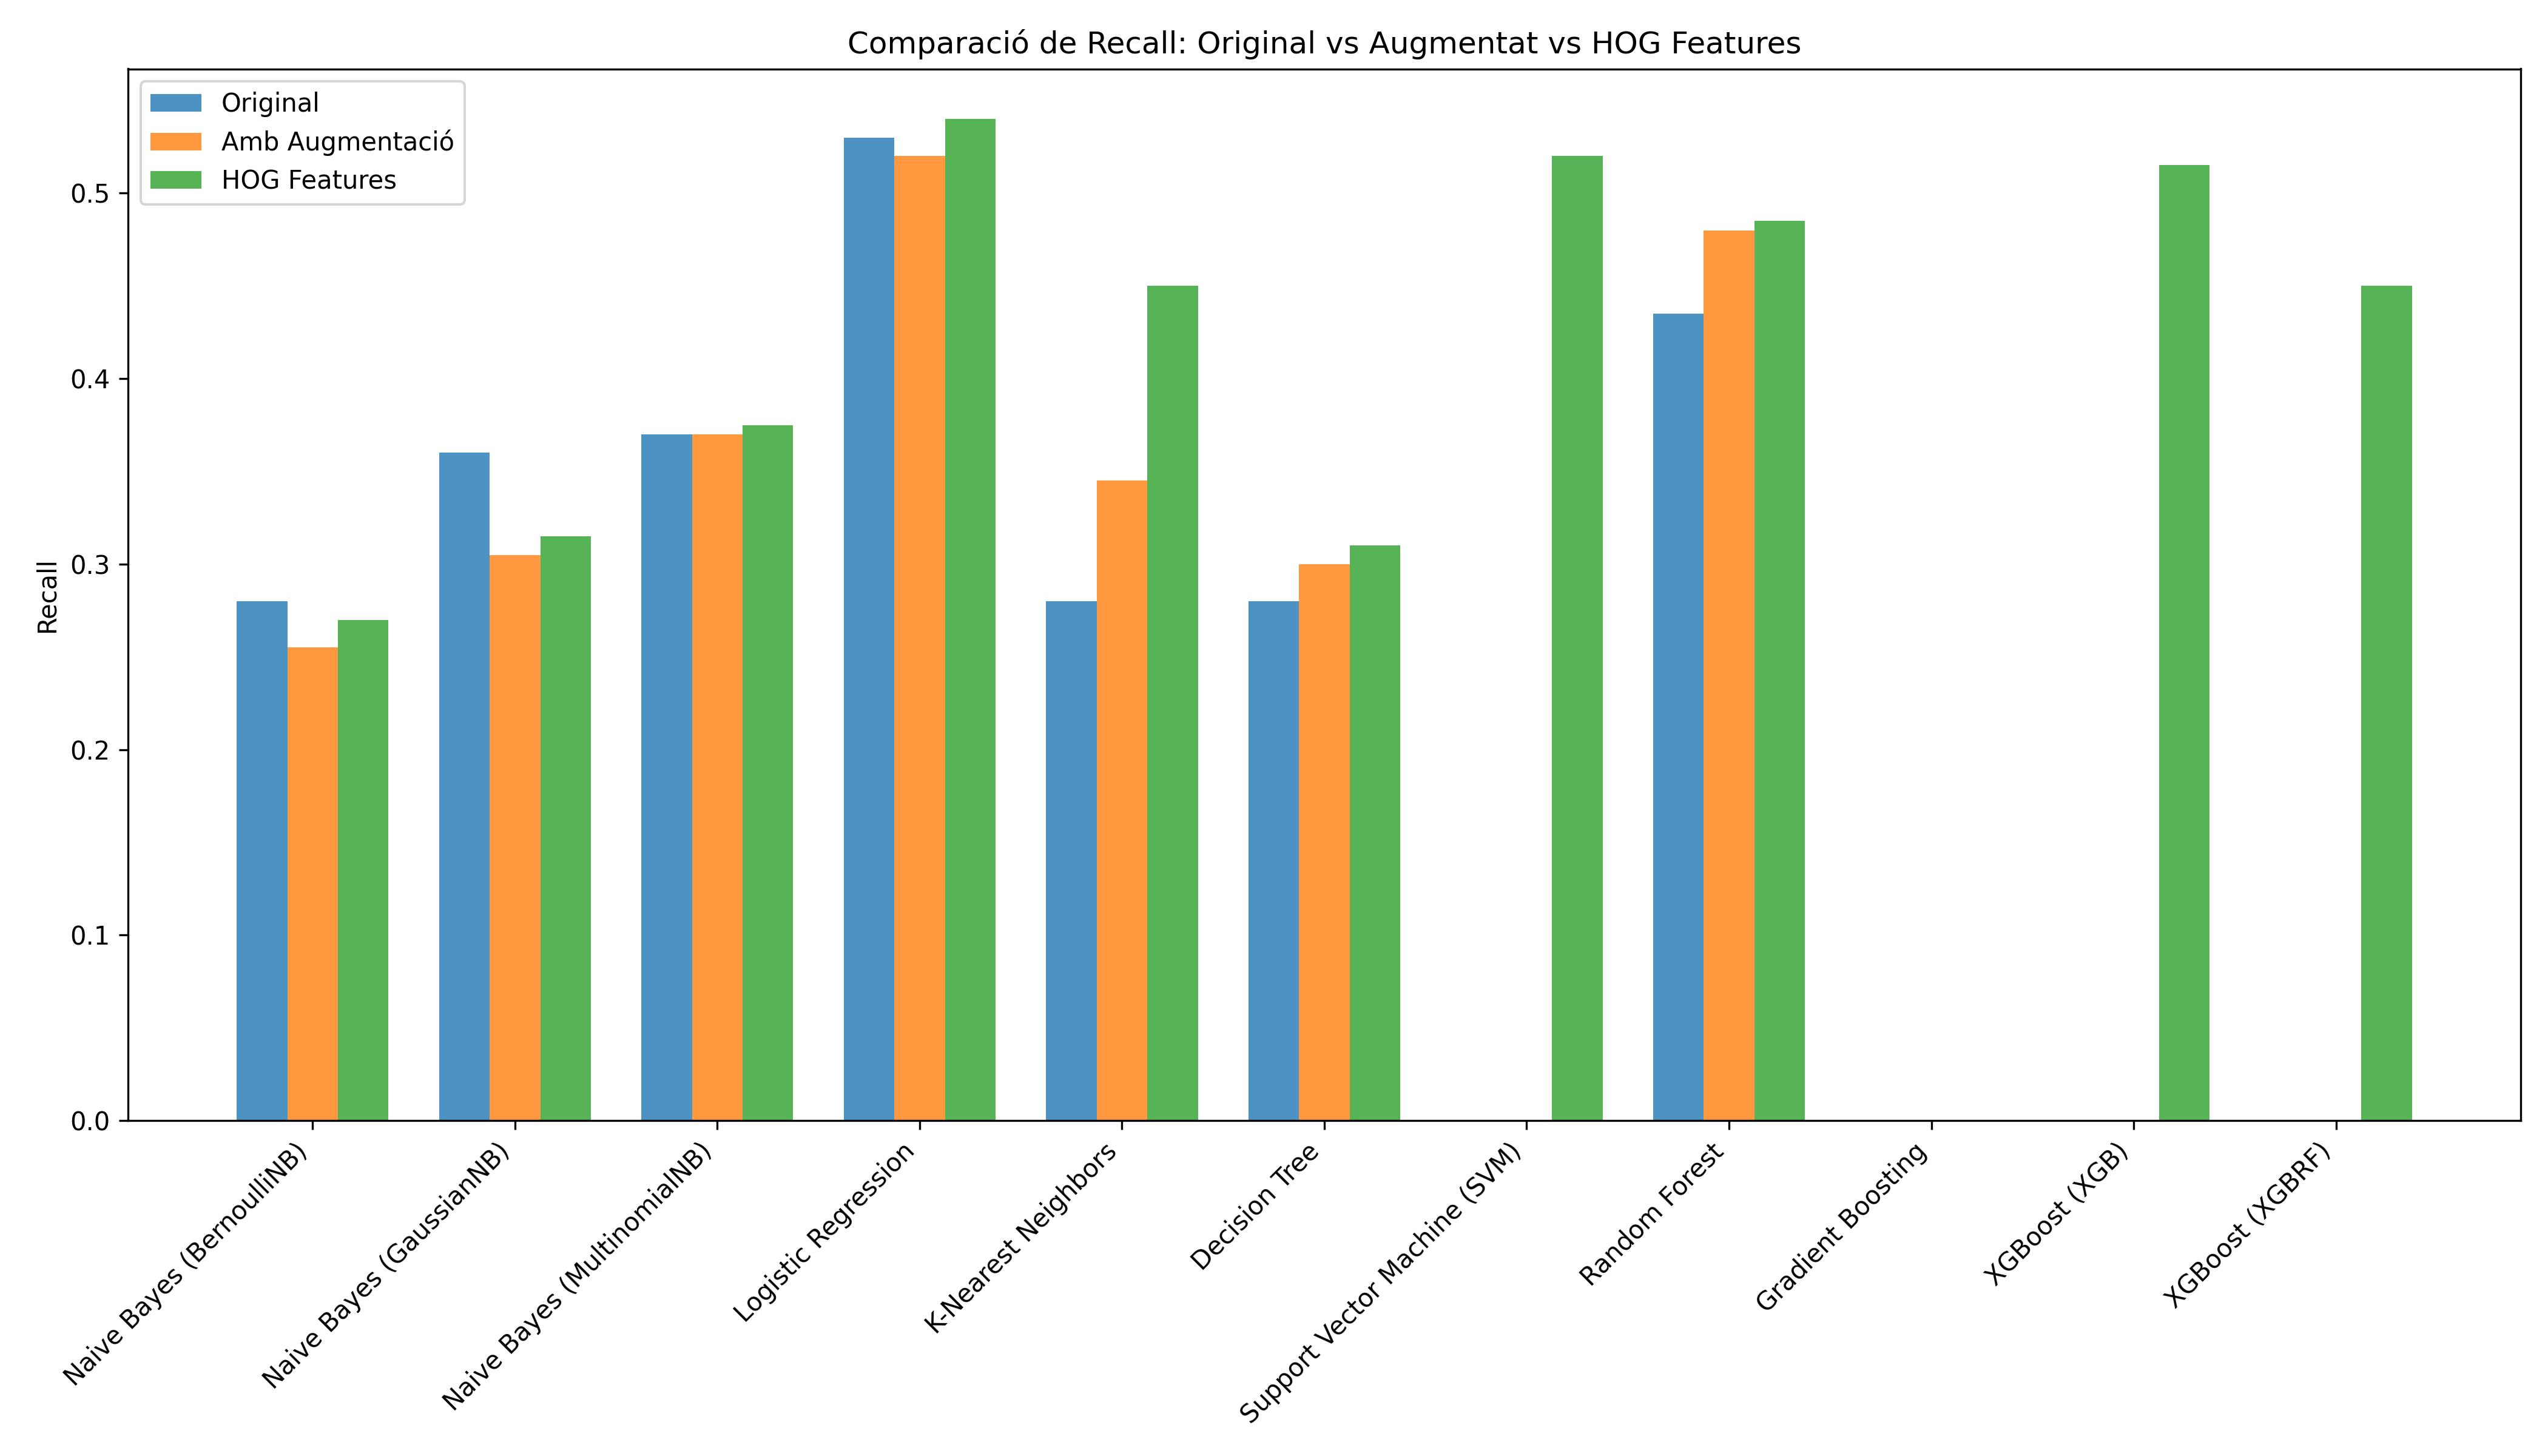 Comparació de Recall: Original vs Augmentat vs HOG Features
Original
Amb Augmentació
HOG Features
Recall
0.5
0.4
0.3
0.2
0.1
0.0
Naive Bayes (BernoulliNB)
Naive Bayes (GaussianNB)
Naive Bayes (MultinomialNB)
Logistic Regression
K-Nearest Neighbors
Decision Tree
Support Vector Machine (SVM)
Random Forest
Gradient Boosting
XGBoost (XGB)
XGBoost (XGBRF)